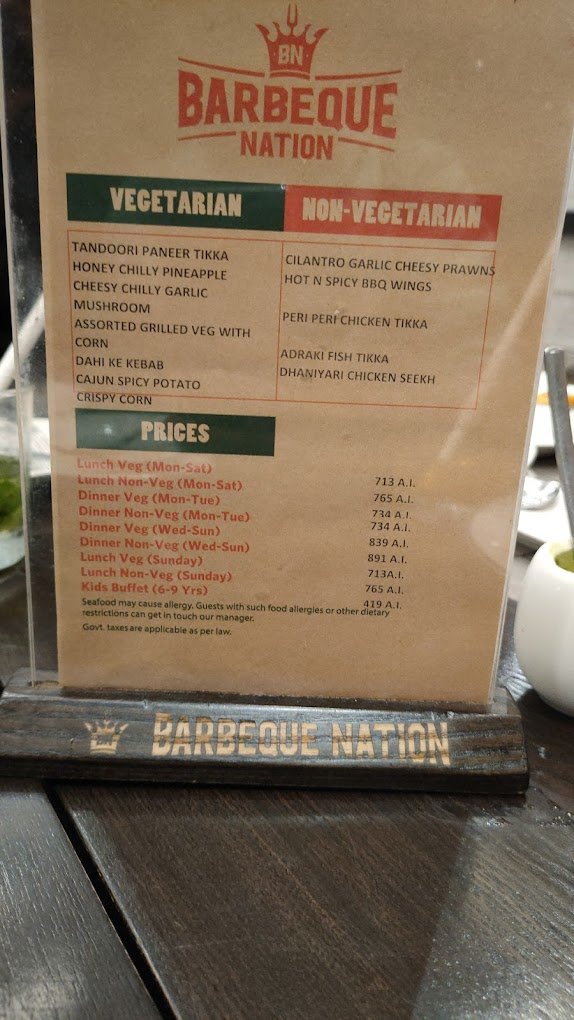 BN
BARBEQUE
NATION
VEGETARIAN
NON-VEGETARIAN
TANDOORI PANEER TIKKA
HONEY CHILLY PINEAPPLE
CHEESY CHILLY GARLIC
MUSHROOM
ASSORTED GRILLED VEG WITH
CORN
DAHI KE KEBAB
CAJUN SPICY POTATO
CRISPY CORN
CILANTRO GARLIC CHEESY PRAWNS
HOT N SPICY BBQ WINGS
PERI PERI CHICKEN TIKKA
ADRAKI FISH TIKKA
DHANIYARI CHICKEN SEEKH
PRICES
Lunch Veg (Mon-Sat)
Lunch Non-Veg (Mon-Sat)
Dinner Veg (Mon-Tue)
Dinner Non-Veg (Mon-Tue)
Dinner Veg (Wed-Sun)
Dinner Non-Veg (Wed-Sun)
Lunch Veg (Sunday)
Lunch Non-Veg (Sunday)
Kids Buffet (6-9 Yrs)
713 A.I.
765 A.I.
734 A.I.
734 A.I.
839 A.I.
891 A.I.
713A.I.
765 A.I.
419 A.I.
Seafood may cause allergy. Guests with such food allergies or other dietary
restrictions can get in touch our manager.
Govt. taxes are applicable as per law.
BARBEQUE NATION